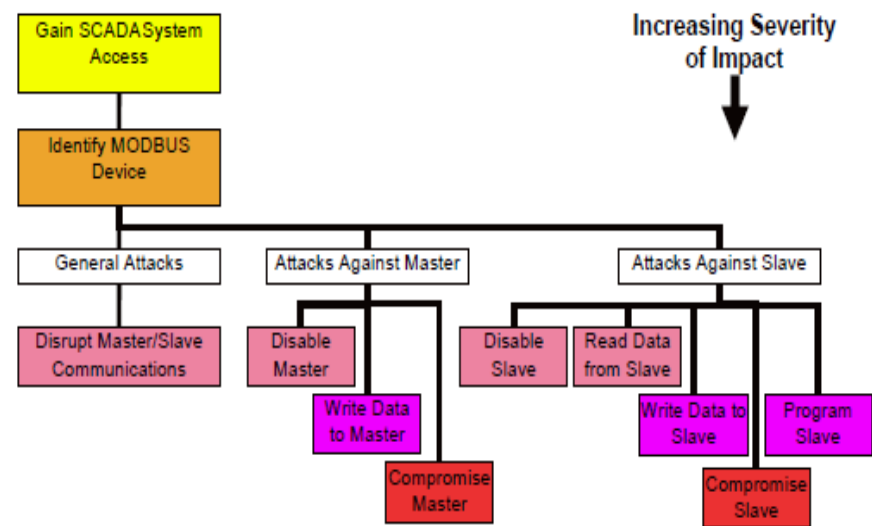 Gain SCADASystem
Access
Increasing Severity
of Impact
Identify MODBUS
Device
General Attacks
Attacks Against Master
Attacks Against Slave
Disrupt Master/Slave
Communications
Disable
Master
Disable
Slave
Read Data
from Slave
Write Data
to Master
Write Data to
Slave
Program
Slave
Compromise
Master
Compromise
Slave